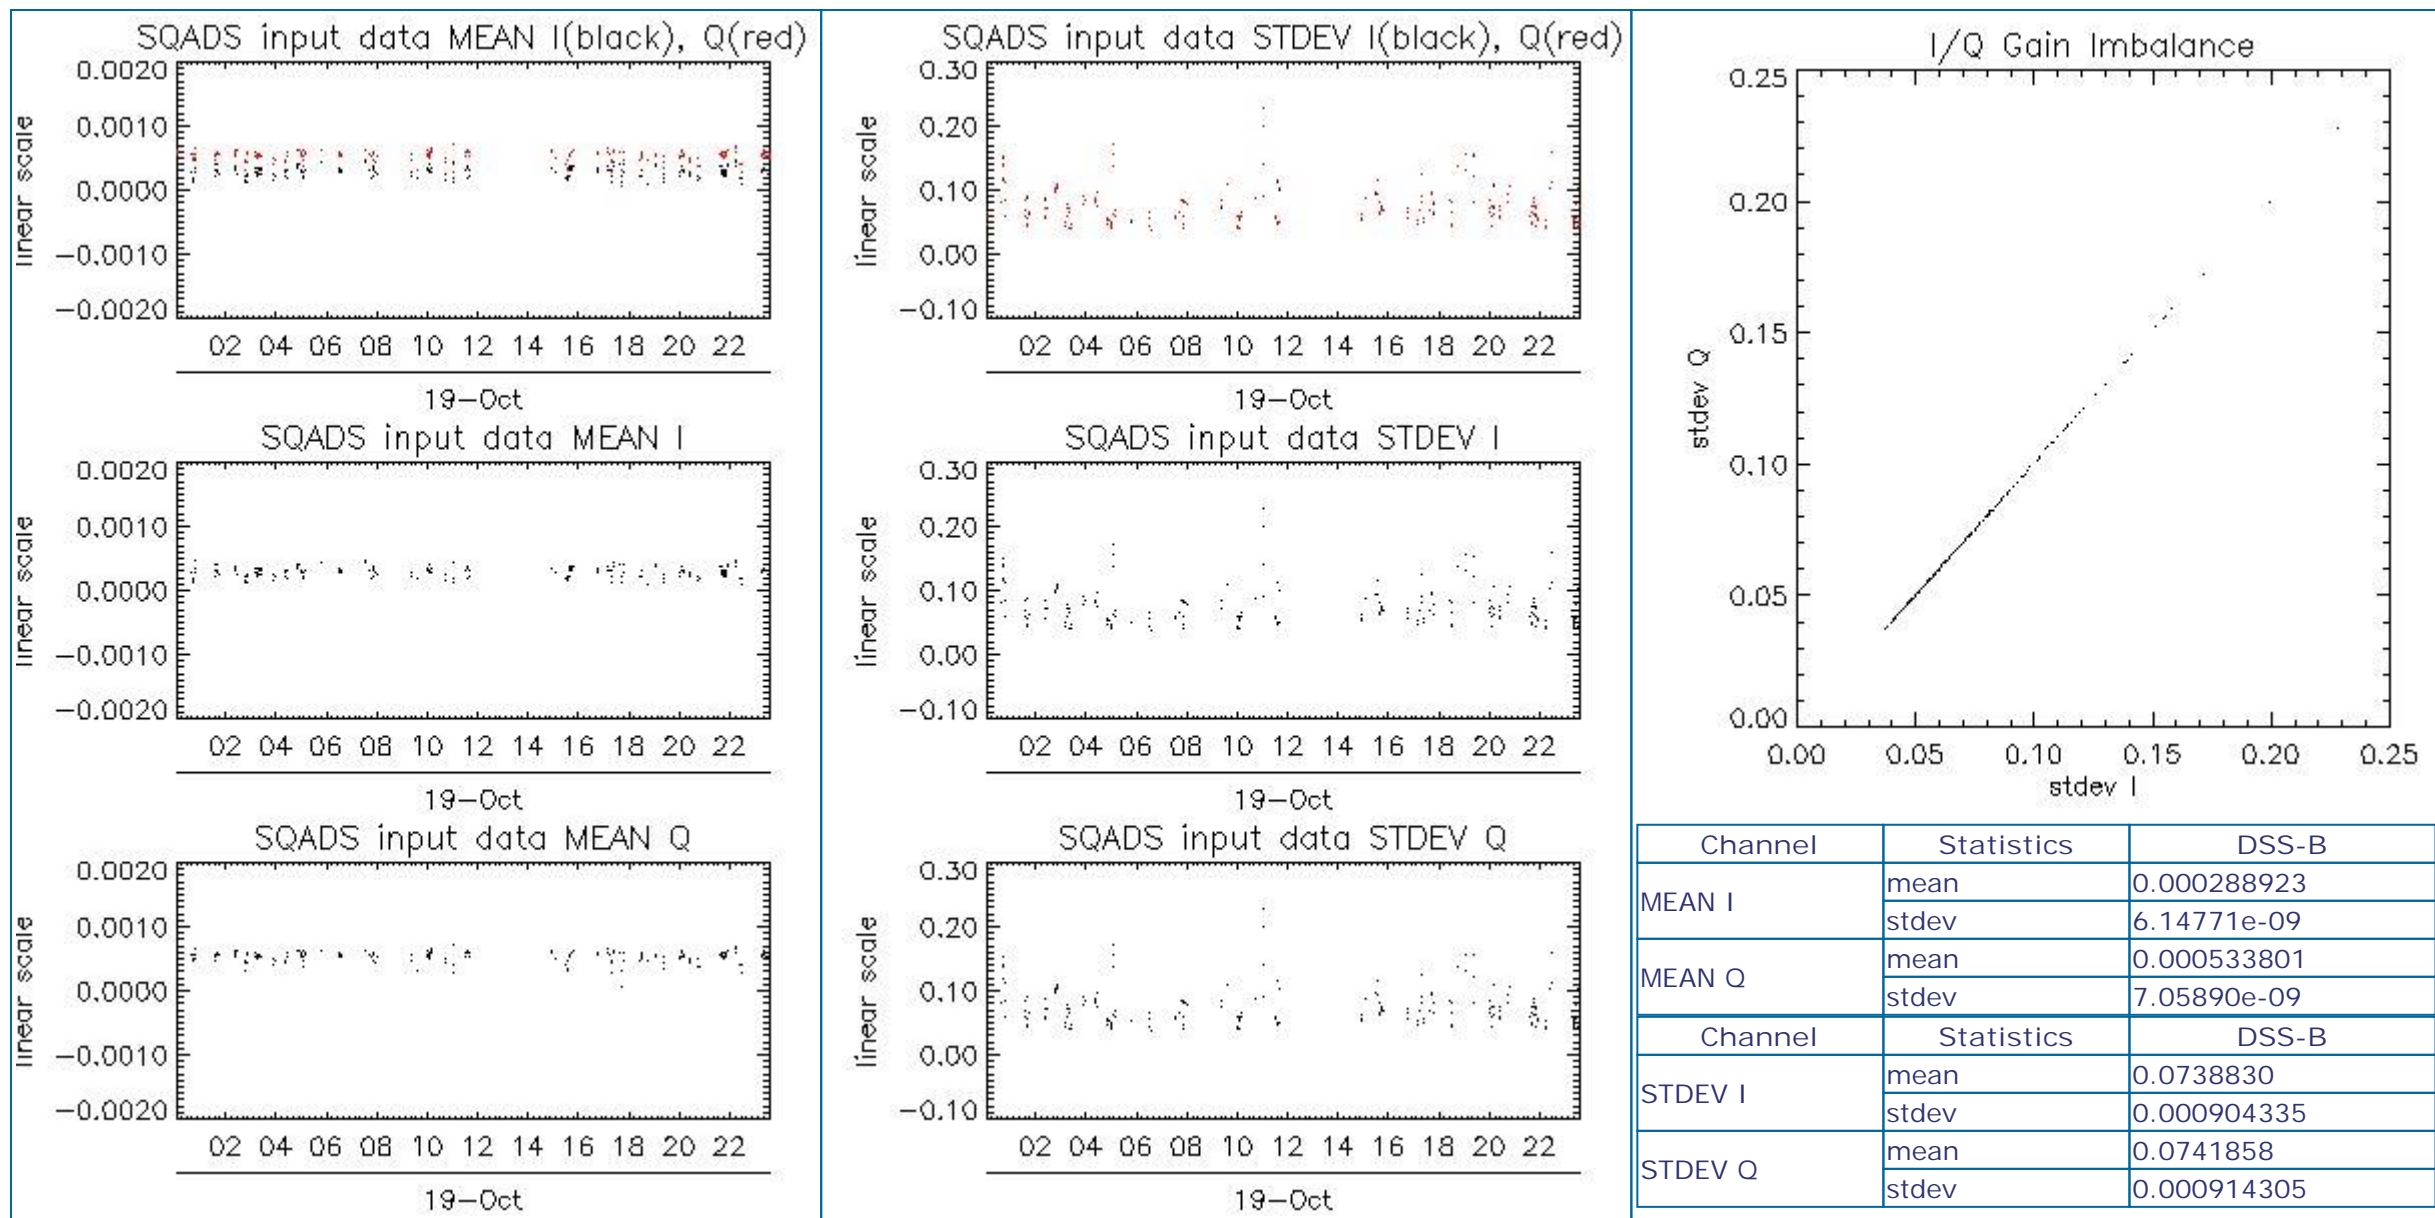 SQADS input data MEAN I(black), Q(red)
0.0020
0.0010
0.0000
-0.0010
-0.0020
linear scale
02 04 06 08 10 12 14 16 18 20 22
19-Oct
SQADS input data MEAN I
0.0020
0.0010
0.0000
-0.0010
-0.0020
linear scale
02 04 06 08 10 12 14 16 18 20 22
19-Oct
SQADS input data MEAN Q
0.0020
0.0010
0.0000
-0.0010
-0.0020
linear scale
02 04 06 08 10 12 14 16 18 20 22
19-Oct
SQADS input data STDEV I(black), Q(red)
0.30
0.20
0.10
0.00
-0.10
linear scale
02 04 06 08 10 12 14 16 18 20 22
19-Oct
SQADS input data STDEV I
0.30
0.20
0.10
0.00
-0.10
linear scale
02 04 06 08 10 12 14 16 18 20 22
19-Oct
SQADS input data STDEV Q
0.30
0.20
0.10
0.00
-0.10
linear scale
02 04 06 08 10 12 14 16 18 20 22
19-Oct
I/Q Gain Imbalance
0.25
0.20
0.15
0.10
0.05
0.00
stdev Q
0.00 0.05 0.10 0.15 0.20 0.25
stdev I
Channel Statistics DSS-B
MEAN I
mean 0.000288923
stdev 6.14771e-09
MEAN Q
mean 0.000533801
stdev 7.05890e-09
Channel Statistics DSS-B
STDEV I
mean 0.0738830
stdev 0.000904335
STDEV Q
mean 0.0741858
stdev 0.000914305